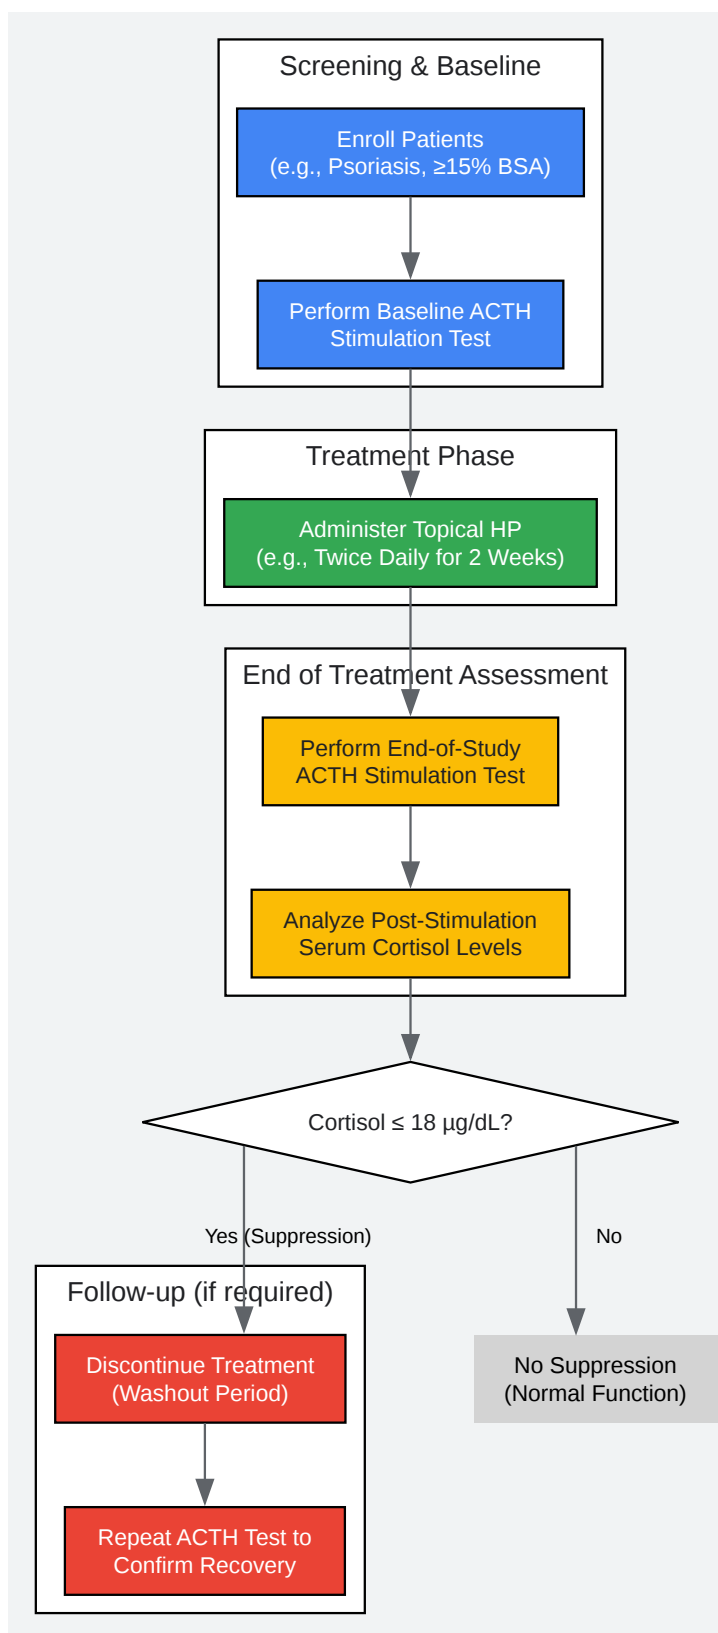 Screening & Baseline
Enroll Patients
(e.g., Psoriasis, ≥15% BSA)
Perform Baseline ACTH
Stimulation Test
Treatment Phase
Administer Topical HP
(e.g., Twice Daily for 2 Weeks)
End of Treatment Assessment
Perform End-of-Study
ACTH Stimulation Test
Analyze Post-Stimulation
Serum Cortisol Levels
Cortisol ≤ 18 µg/dL?
Yes (Suppression)
No
Follow-up (if required)
Discontinue Treatment
(Washout Period)
No Suppression
(Normal Function)
Repeat ACTH Test to
Confirm Recovery